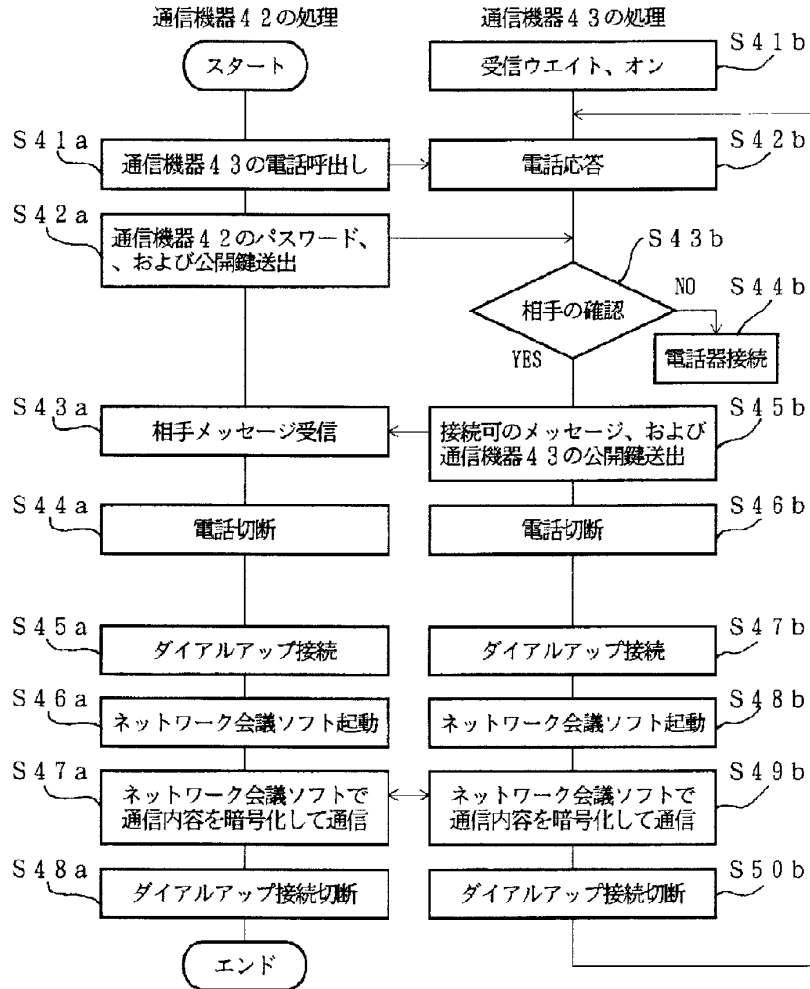 通信機器４２の処理
通信機器４３の処理
スタート
受信ウエイト、オン
Ｓ４１ｂ
Ｓ４１ａ
通信機器４３の電話呼出し
電話応答
Ｓ４２ｂ
Ｓ４２ａ
通信機器４２のパスワード、
、および公開鍵送出
Ｓ４３ｂ
相手の確認
NO
YES
Ｓ４４ｂ
電話器接続
Ｓ４３ａ
相手メッセージ受信
接続可のメッセージ、および
通信機器４３の公開鍵送出
Ｓ４５ｂ
Ｓ４４ａ
電話切断
電話切断
Ｓ４６ｂ
Ｓ４５ａ
ダイアルアップ接続
ダイアルアップ接続
Ｓ４７ｂ
Ｓ４６ａ
ネットワーク会議ソフト起動
ネットワーク会議ソフト起動
Ｓ４８ｂ
Ｓ４７ａ
ネットワーク会議ソフトで
通信内容を暗号化して通信
ネットワーク会議ソフトで
通信内容を暗号化して通信
Ｓ４９ｂ
Ｓ４８ａ
ダイアルアップ接続切断
ダイアルアップ接続切断
Ｓ５０ｂ
エンド